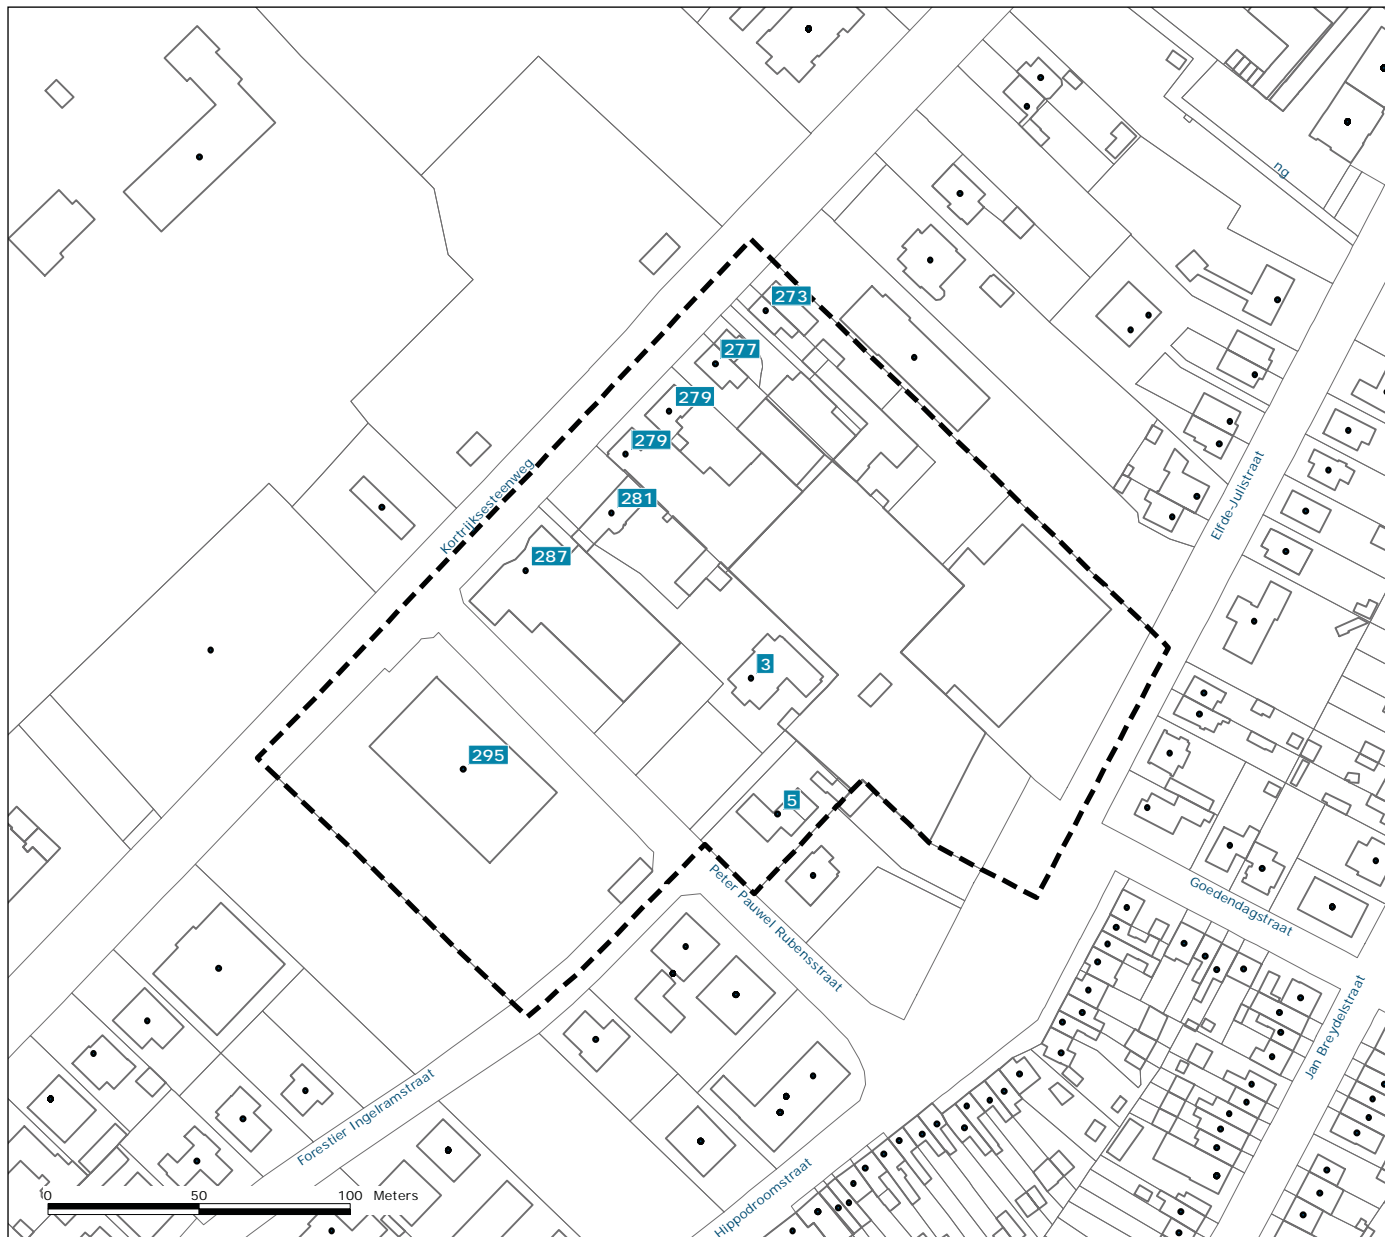 ng
273
277
279
279
281
287
3
295
5
Kortrijksesteenweg
Elfde-Julistraat
Peter Pauwel Rubensstraat
Goedendagstraat
Jan Breydelstraat
Forestier Ingelramstraat
Hippodroomstraat
0 50 100 Meters